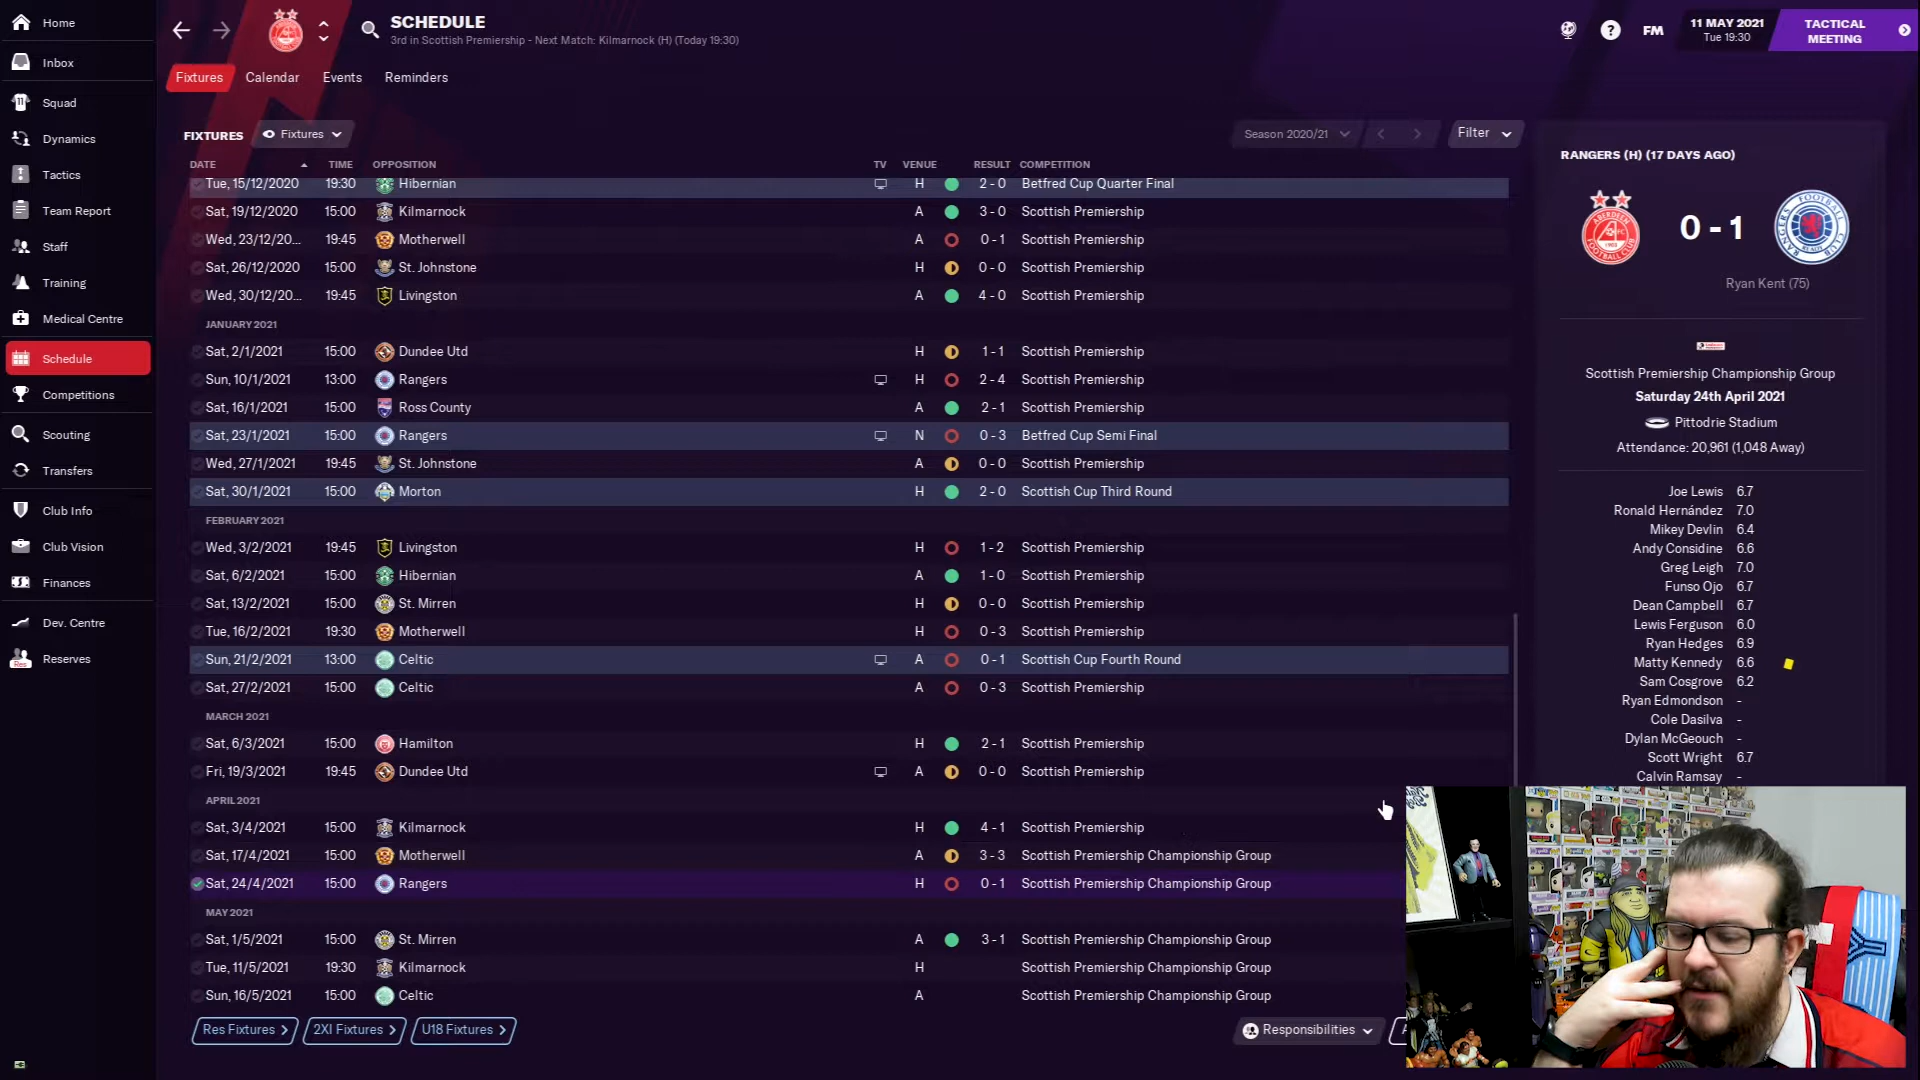 Home
Inbox
Squad
Dynamics
Tactics
Team Report
Staff
Training
Medical Centre
Schedule
Competitions
Scouting
Transfers
Club Info
Club Vision
Finances
Dev. Centre
Reserves
SCHEDULE
3rd in Scottish Premiership - Next Match: Kilmarnock (H) (Today 19:30)
FM
11 MAY 2021
Tue 19:30
TACTICAL MEETING
Fixtures Calendar Events Reminders
FIXTURES Fixtures Season 2020/21 Filter
DATE TIME OPPOSITION TV VENUE RESULT COMPETITION
Tue, 15/12/2020 19:30 Hibernian H 2 - 0 Betfred Cup Quarter Final
Sat, 19/12/2020 15:00 Kilmarnock A 3 - 0 Scottish Premiership
Wed, 23/12/20... 19:45 Motherwell A 0 - 1 Scottish Premiership
Sat, 26/12/2020 15:00 St. Johnstone H 0 - 0 Scottish Premiership
Wed, 30/12/20... 19:45 Livingston A 4 - 0 Scottish Premiership
JANUARY 2021
Sat, 2/1/2021 15:00 Dundee Utd H 1 - 1 Scottish Premiership
Sun, 10/1/2021 13:00 Rangers H 2 - 4 Scottish Premiership
Sat, 16/1/2021 15:00 Ross County A 2 - 1 Scottish Premiership
Sat, 23/1/2021 15:00 Rangers N 0 - 3 Betfred Cup Semi Final
Wed, 27/1/2021 19:45 St. Johnstone A 0 - 0 Scottish Premiership
Sat, 30/1/2021 15:00 Morton H 2 - 0 Scottish Cup Third Round
FEBRUARY 2021
Wed, 3/2/2021 19:45 Livingston H 1 - 2 Scottish Premiership
Sat, 6/2/2021 15:00 Hibernian A 1 - 0 Scottish Premiership
Sat, 13/2/2021 15:00 St. Mirren H 0 - 0 Scottish Premiership
Tue, 16/2/2021 19:30 Motherwell H 0 - 3 Scottish Premiership
Sun, 21/2/2021 13:00 Celtic A 0 - 1 Scottish Cup Fourth Round
Sat, 27/2/2021 15:00 Celtic A 0 - 3 Scottish Premiership
MARCH 2021
Sat, 6/3/2021 15:00 Hamilton H 2 - 1 Scottish Premiership
Fri, 19/3/2021 19:45 Dundee Utd A 0 - 0 Scottish Premiership
APRIL 2021
Sat, 3/4/2021 15:00 Kilmarnock H 4 - 1 Scottish Premiership
Sat, 17/4/2021 15:00 Motherwell A 3 - 3 Scottish Premiership Championship Group
Sat, 24/4/2021 15:00 Rangers H 0 - 1 Scottish Premiership Championship Group
MAY 2021
Sat, 1/5/2021 15:00 St. Mirren A 3 - 1 Scottish Premiership Championship Group
Tue, 11/5/2021 19:30 Kilmarnock H Scottish Premiership Championship Group
Sun, 16/5/2021 15:00 Celtic A Scottish Premiership Championship Group
Res Fixtures 2XI Fixtures U18 Fixtures Responsibilities
RANGERS (H) (17 DAYS AGO)
0 - 1
Ryan Kent (75)
Scottish Premiership Championship Group
Saturday 24th April 2021
Pittodrie Stadium
Attendance: 20,961 (1,048 Away)
Joe Lewis 6.7
Ronald Hernández 7.0
Mikey Devlin 6.4
Andy Considine 6.6
Greg Leigh 7.0
Funso Ojo 6.7
Dean Campbell 6.7
Lewis Ferguson 6.0
Ryan Hedges 6.9
Matty Kennedy 6.6
Sam Cosgrove 6.2
Ryan Edmondson -
Cole Dasilva -
Dylan McGeouch -
Scott Wright 6.7
Calvin Ramsay -